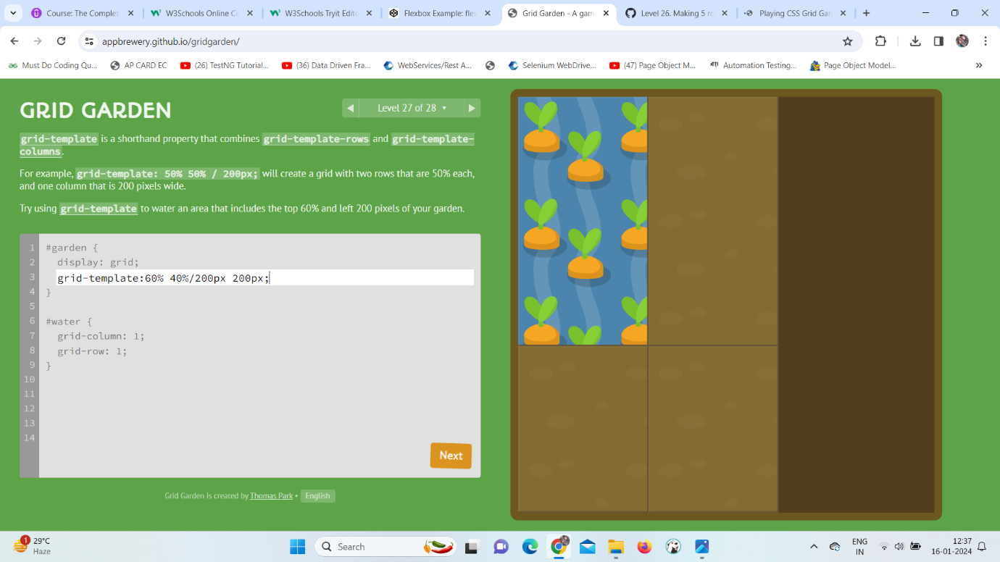 Course: The Complet
W3Schools Online Co
W3Schools Tryit Edito
Flexbox Example: flex
Grid Garden - A gam
Level 26. Making 5 ro
Playing CSS Grid Gar
appbrewery.github.io/gridgarden/
Must Do Coding Qu...
AP CARD EC
(26) TestNG Tutorial...
(36) Data Driven Fra...
WebServices/Rest A...
Selenium WebDrive...
(47) Page Object M...
Automation Testing...
Page Object Model...
GRID GARDEN
Level 27 of 28
grid-template is a shorthand property that combines grid-template-rows and grid-template-
columns.
For example, grid-template: 50% 50% / 200px; will create a grid with two rows that are 50% each,
and one column that is 200 pixels wide.
Try using grid-template to water an area that includes the top 60% and left 200 pixels of your garden.
1 #garden {
2 display: grid;
3 grid-template:60% 40%/200px 200px;
4 }
5
6 #water {
7 grid-column: 1;
8 grid-row: 1;
9 }
10
11
12
13
14
Next
Grid Garden is created by Thomas Park • English
1
29°C
Haze
Search
ENG
IN
12:37
16-01-2024